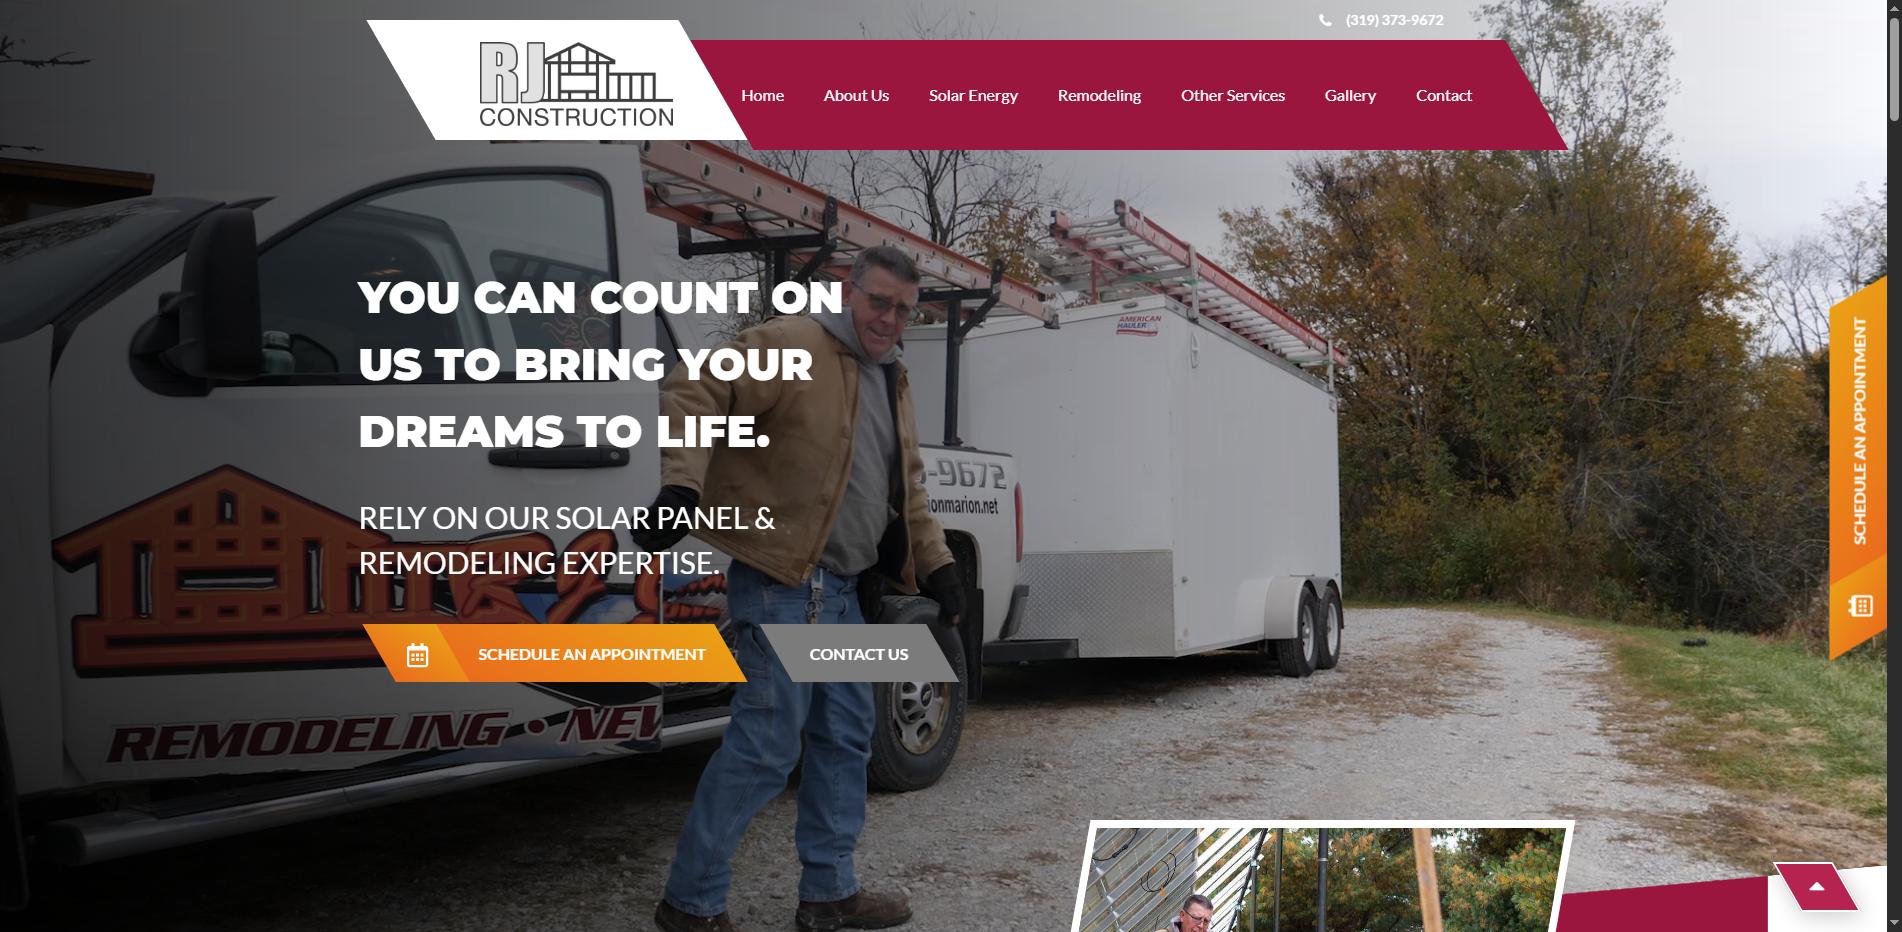 (319) 373-9672
RJ
CONSTRUCTION
Home
About Us
Solar Energy
Remodeling
Other Services
Gallery
Contact
AMERICAN
HAULER
YOU CAN COUNT ON
US TO BRING YOUR
DREAMS TO LIFE.
-9672
ionmarion.net
RELY ON OUR SOLAR PANEL &
REMODELING EXPERTISE.
SCHEDULE AN APPOINTMENT
CONTACT US
SCHEDULE AN APPOINTMENT
REMODELING • NEW